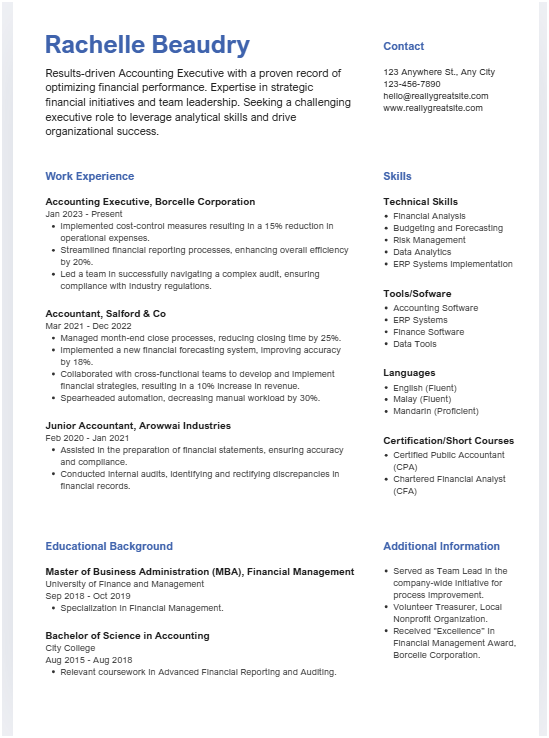 Rachelle Beaudry
Results-driven Accounting Executive with a proven record of
optimizing financial performance. Expertise in strategic
financial initiatives and team leadership. Seeking a challenging
executive role to leverage analytical skills and drive
organizational success.
Contact
123 Anywhere St., Any City
123-456-7890
hello@reallygreatsite.com
www.reallygreatsite.com
Work Experience
Accounting Executive, Borcelle Corporation
Jan 2023 - Present
• Implemented cost-control measures resulting in a 15% reduction in
operational expenses.
• Streamlined financial reporting processes, enhancing overall efficiency
by 20%.
• Led a team in successfully navigating a complex audit, ensuring
compliance with industry regulations.
Accountant, Salford & Co
Mar 2021 - Dec 2022
• Managed month-end close processes, reducing closing time by 25%.
• Implemented a new financial forecasting system, improving accuracy
by 18%.
• Collaborated with cross-functional teams to develop and implement
financial strategies, resulting in a 10% increase in revenue.
• Spearheaded automation, decreasing manual workload by 30%.
Junior Accountant, Arowwai Industries
Feb 2020 - Jan 2021
• Assisted in the preparation of financial statements, ensuring accuracy
and compliance.
• Conducted internal audits, identifying and rectifying discrepancies in
financial records.
Skills
Technical Skills
• Financial Analysis
• Budgeting and Forecasting
• Risk Management
• Data Analytics
• ERP Systems Implementation
Tools/Sofware
• Accounting Software
• ERP Systems
• Finance Software
• Data Tools
Languages
• English (Fluent)
• Malay (Fluent)
• Mandarin (Proficient)
Certification/Short Courses
• Certified Public Accountant
(CPA)
• Chartered Financial Analyst
(CFA)
Educational Background
Master of Business Administration (MBA), Financial Management
University of Finance and Management
Sep 2018 - Oct 2019
• Specialization in Financial Management.
Bachelor of Science in Accounting
City College
Aug 2015 - Aug 2018
• Relevant coursework in Advanced Financial Reporting and Auditing.
Additional Information
• Served as Team Lead in the
company-wide initiative for
process improvement.
• Volunteer Treasurer, Local
Nonprofit Organization.
• Received "Excellence" in
Financial Management Award,
Borcelle Corporation.